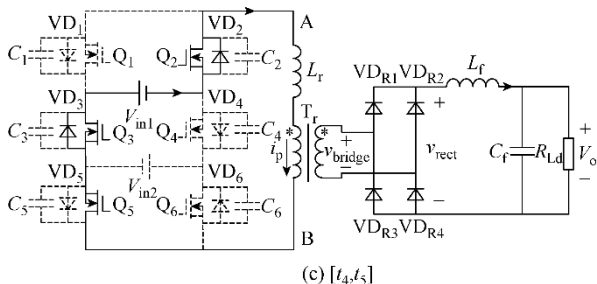 VD1 VD2 A
C1 Q1 Q2 C2 Lr
VD3 Vin1 VD4 Tr
C3 Q3 Q4 C4 ip * * + vbridge −
VD5 Vin2 VD6
C5 Q5 Q6 C6
B
VDR1 VDR2 Lf
+ vrect −
Cf RLd + Vo −
VDR3 VDR4
(c) [t4,t5]